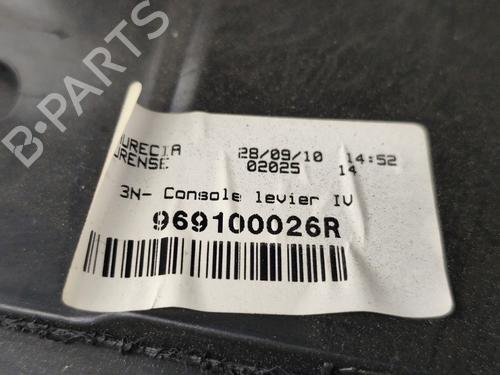 B-PARTS
URECIA 28/09/10 14:52
URENSE 02025 14
3N- Console levier IV
969100026R